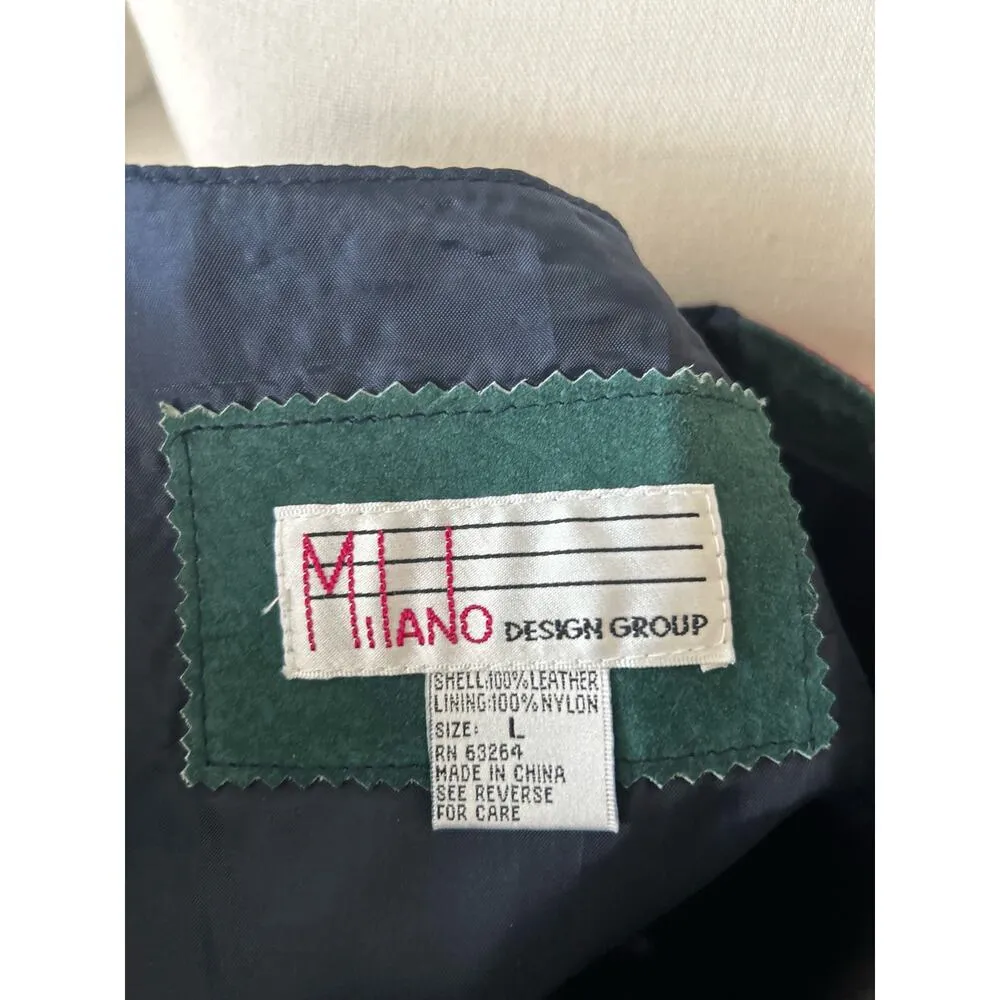 MILANO DESIGN GROUP
SHELL:100% LEATHER
LINING:100% NYLON
SIZE: L
RN 63264
MADE IN CHINA
SEE REVERSE
FOR CARE